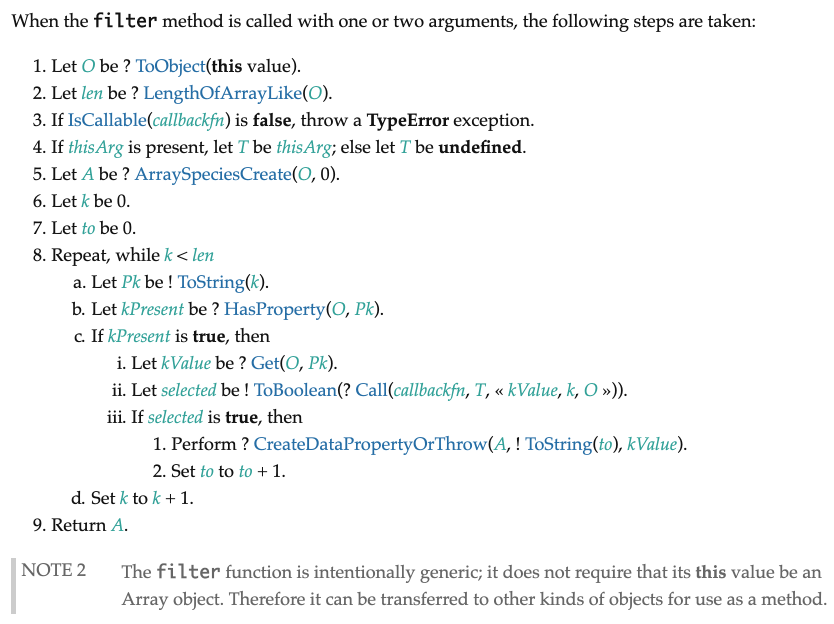 When the filter method is called with one or two arguments, the following steps are taken:
1. Let O be ? ToObject(this value).
2. Let len be ? LengthOfArrayLike(O).
3. If IsCallable(callbackfn) is false, throw a TypeError exception.
4. If thisArg is present, let T be thisArg; else let T be undefined.
5. Let A be ? ArraySpeciesCreate(O, 0).
6. Let k be 0.
7. Let to be 0.
8. Repeat, while k < len
a. Let Pk be ! ToString(k).
b. Let kPresent be ? HasProperty(O, Pk).
c. If kPresent is true, then
i. Let kValue be ? Get(O, Pk).
ii. Let selected be ! ToBoolean(? Call(callbackfn, T, « kValue, k, O »)).
iii. If selected is true, then
1. Perform ? CreateDataPropertyOrThrow(A, ! ToString(to), kValue).
2. Set to to to + 1.
d. Set k to k + 1.
9. Return A.
NOTE 2 The filter function is intentionally generic; it does not require that its this value be an
Array object. Therefore it can be transferred to other kinds of objects for use as a method.